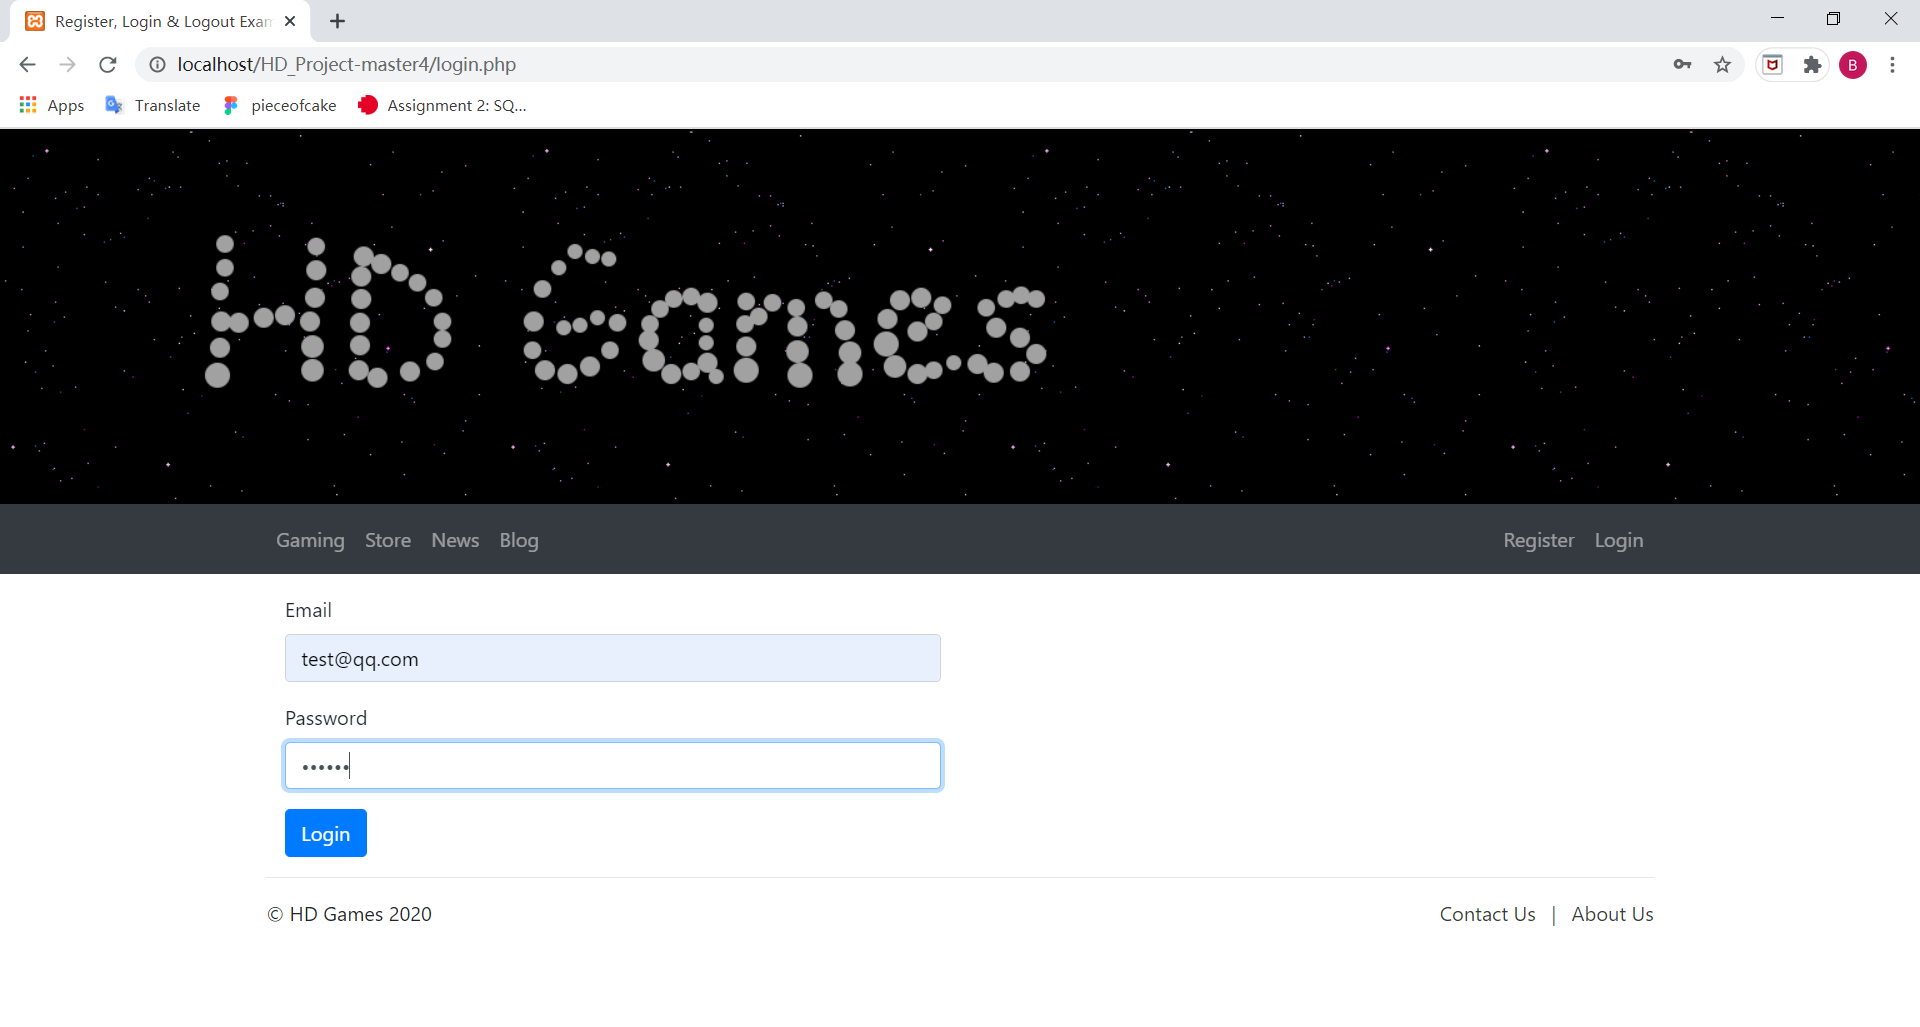 Register, Login & Logout Exam
localhost/HD_Project-master4/login.php
B
Apps Translate pieceofcake Assignment 2: SQ...
HD Games
Gaming Store News Blog Register Login
Email
test@qq.com
Password
••••••
Login
© HD Games 2020 Contact Us | About Us